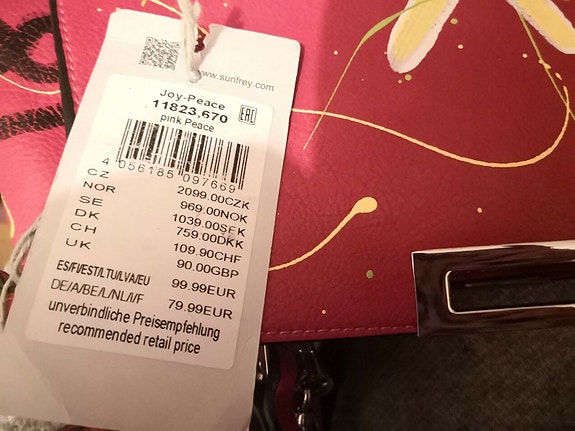 www.surifrey.com
Joy-Peace
11823,670
pink Peace
EAC
4 056185 097669
CZ 2099.00CZK
NOR 969.00NOK
SE 1039.00SEK
DK 759.00DKK
CH 109.90CHF
UK 90.00GBP
ES/FI/EST/LTU/LVA/EU 99.99EUR
DE/A/BE/L/NL/I/F 79.99EUR
unverbindliche Preisempfehlung
recommended retail price